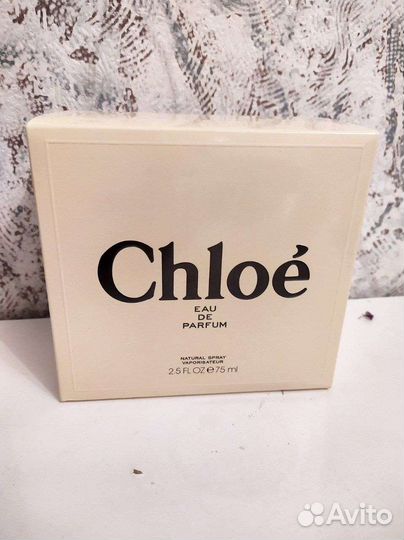 Chloé
EAU
DE
PARFUM
NATURAL SPRAY
VAPORISATEUR
2.5 FL OZ e 75 ml
Avito